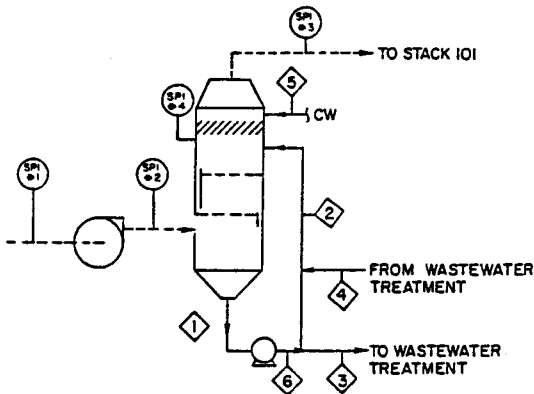 SPI
#3
TO STACK 101
5
SPI
#4
CW
SPI
#1
SPI
#2
2
FROM WASTEWATER
TREATMENT
4
1
TO WASTEWATER
TREATMENT
6
3